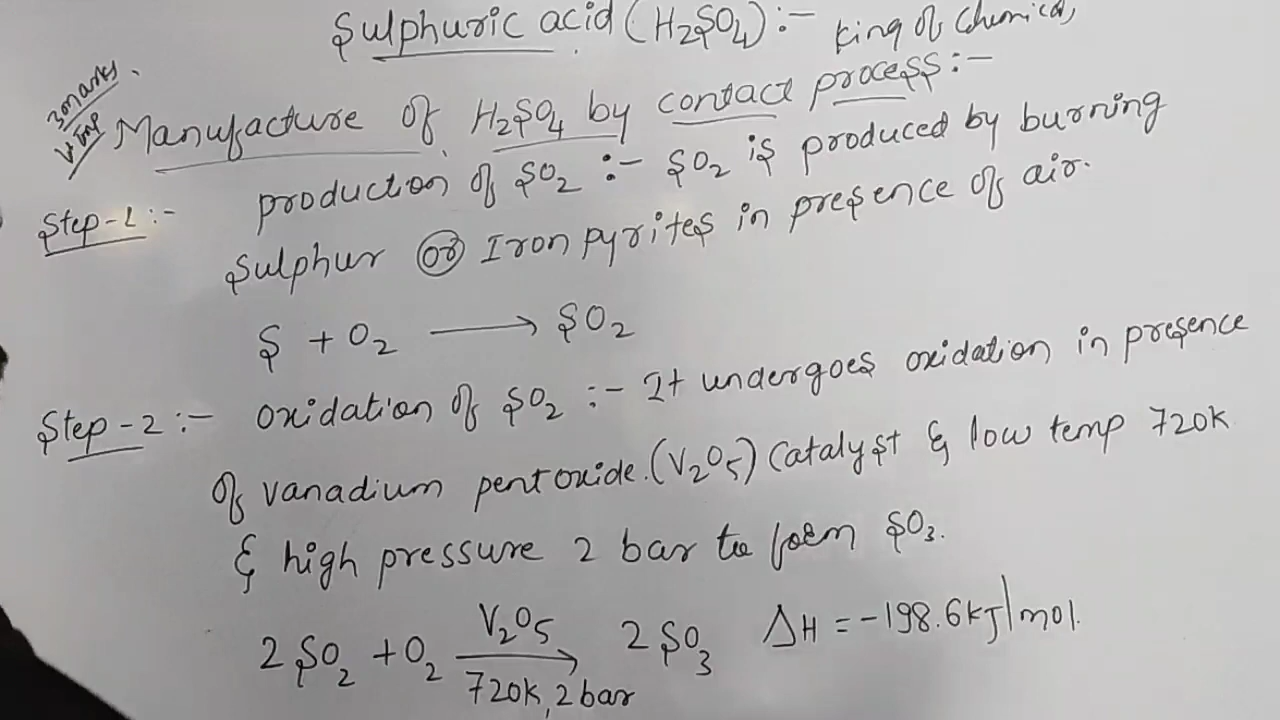 Sulphuric acid (H2SO4) :- King of Chemical,
3 marks.
V. Imp
Manufacture of H2SO4 by contact process :-
Step-1 :- production of SO2 :- SO2 is produced by burning
Sulphur (or) Iron pyrites in presence of air.
S + O2 ⟶ SO2
Step-2 :- oxidation of SO2 :- It undergoes oxidation in presence
of vanadium pentoxide. (V2O5) catalyst & low temp 720K
& high pressure 2 bar to form SO3.
V2O5
2SO2 + O2 ⟶ 2SO3 ΔH = -198.6kJ/mol.
720K, 2 bar